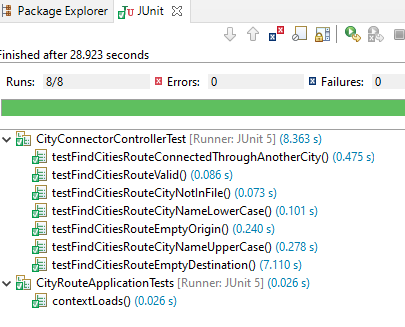 Package Explorer JUnit
Finished after 28.923 seconds
Runs: 8/8 Errors: 0 Failures: 0
CityConnectorControllerTest [Runner: JUnit 5] (8.363 s)
testFindCitiesRouteConnectedThroughAnotherCity() (0.475 s)
testFindCitiesRouteValid() (0.086 s)
testFindCitiesRouteCityNotInFile() (0.073 s)
testFindCitiesRouteCityNameLowerCase() (0.101 s)
testFindCitiesRouteEmptyOrigin() (0.240 s)
testFindCitiesRouteCityNameUpperCase() (0.278 s)
testFindCitiesRouteEmptyDestination() (7.110 s)
CityRouteApplicationTests [Runner: JUnit 5] (0.026 s)
contextLoads() (0.026 s)